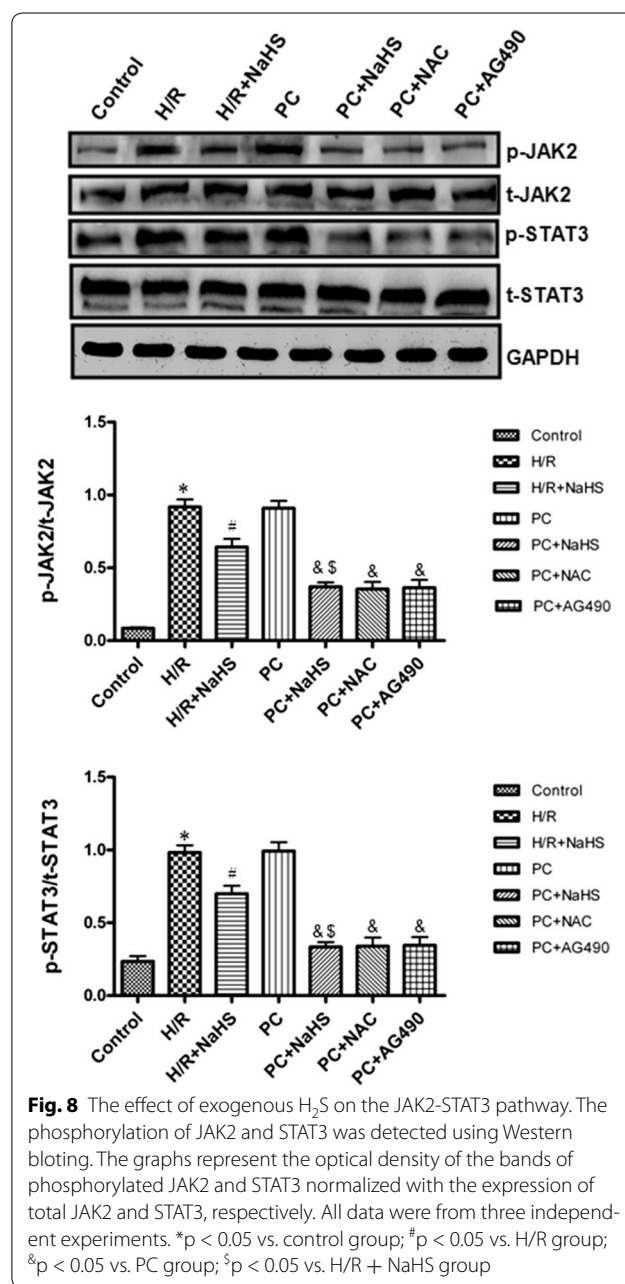 Control H/R H/R+NaHS PC PC+NaHS PC+NAC PC+AG490
p-JAK2
t-JAK2
p-STAT3
t-STAT3
GAPDH
p-JAK2/t-JAK2
1.5
1.0
0.5
0.0
* # & $ & &
Control H/R H/R+NaHS PC PC+NaHS PC+NAC PC+AG490
Control
H/R
H/R+NaHS
PC
PC+NaHS
PC+NAC
PC+AG490
p-STAT3/t-STAT3
1.5
1.0
0.5
0.0
* # & $ & &
Control H/R H/R+NaHS PC PC+NaHS PC+NAC PC+AG490
Control
H/R
H/R+NaHS
PC
PC+NaHS
PC+NAC
PC+AG490
Fig. 8 The effect of exogenous H₂S on the JAK2-STAT3 pathway. The
phosphorylation of JAK2 and STAT3 was detected using Western
bloting. The graphs represent the optical density of the bands of
phosphorylated JAK2 and STAT3 normalized with the expression of
total JAK2 and STAT3, respectively. All data were from three independ-
ent experiments. *p < 0.05 vs. control group; #p < 0.05 vs. H/R group;
&p < 0.05 vs. PC group; $p < 0.05 vs. H/R + NaHS group